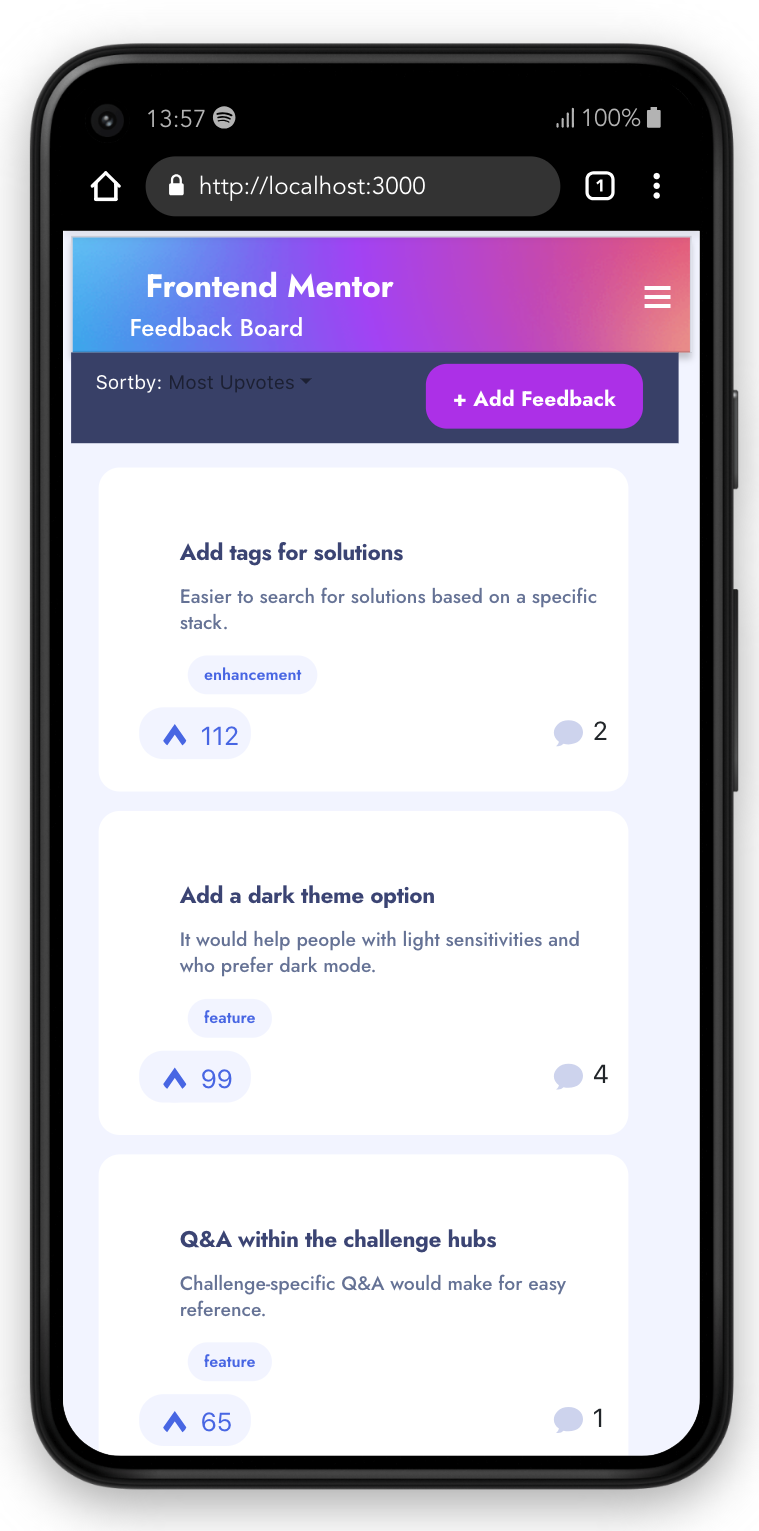 13:57
100%
http://localhost:3000
1
Frontend Mentor
Feedback Board
Sortby: Most Upvotes
+ Add Feedback
Add tags for solutions
Easier to search for solutions based on a specific
stack.
enhancement
112
2
Add a dark theme option
It would help people with light sensitivities and
who prefer dark mode.
feature
99
4
Q&A within the challenge hubs
Challenge-specific Q&A would make for easy
reference.
feature
65
1